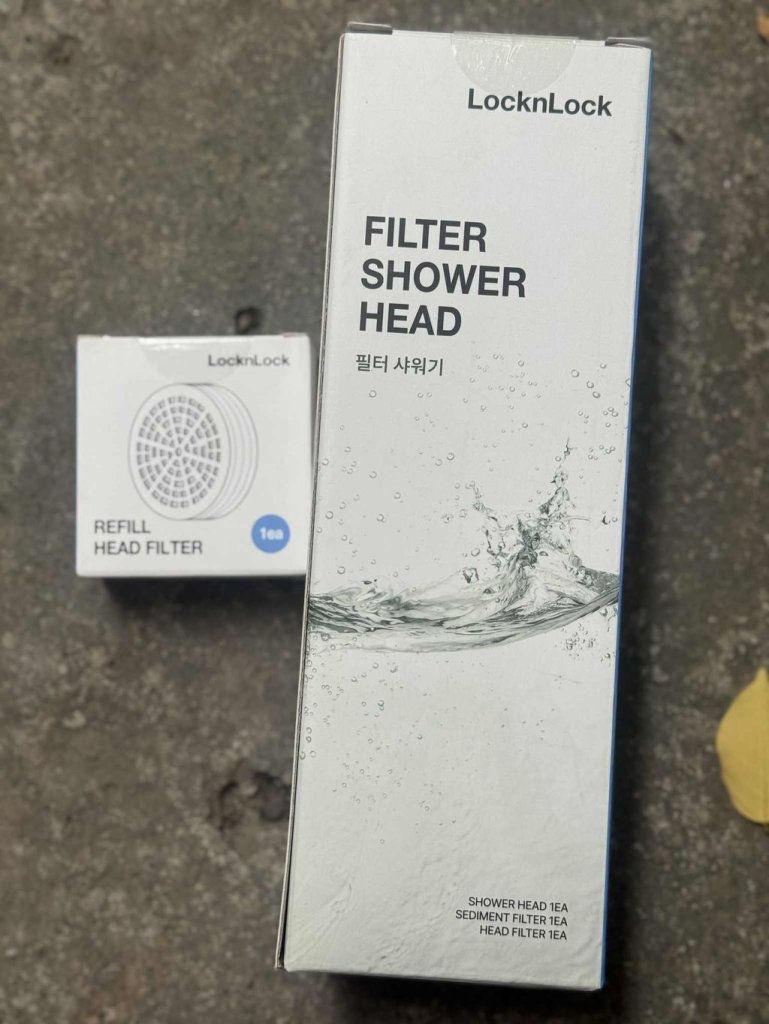 LocknLock
FILTER
SHOWER
HEAD
필터 샤워기
SHOWER HEAD 1EA
SEDIMENT FILTER 1EA
HEAD FILTER 1EA
LocknLock
REFILL
HEAD FILTER
1ea